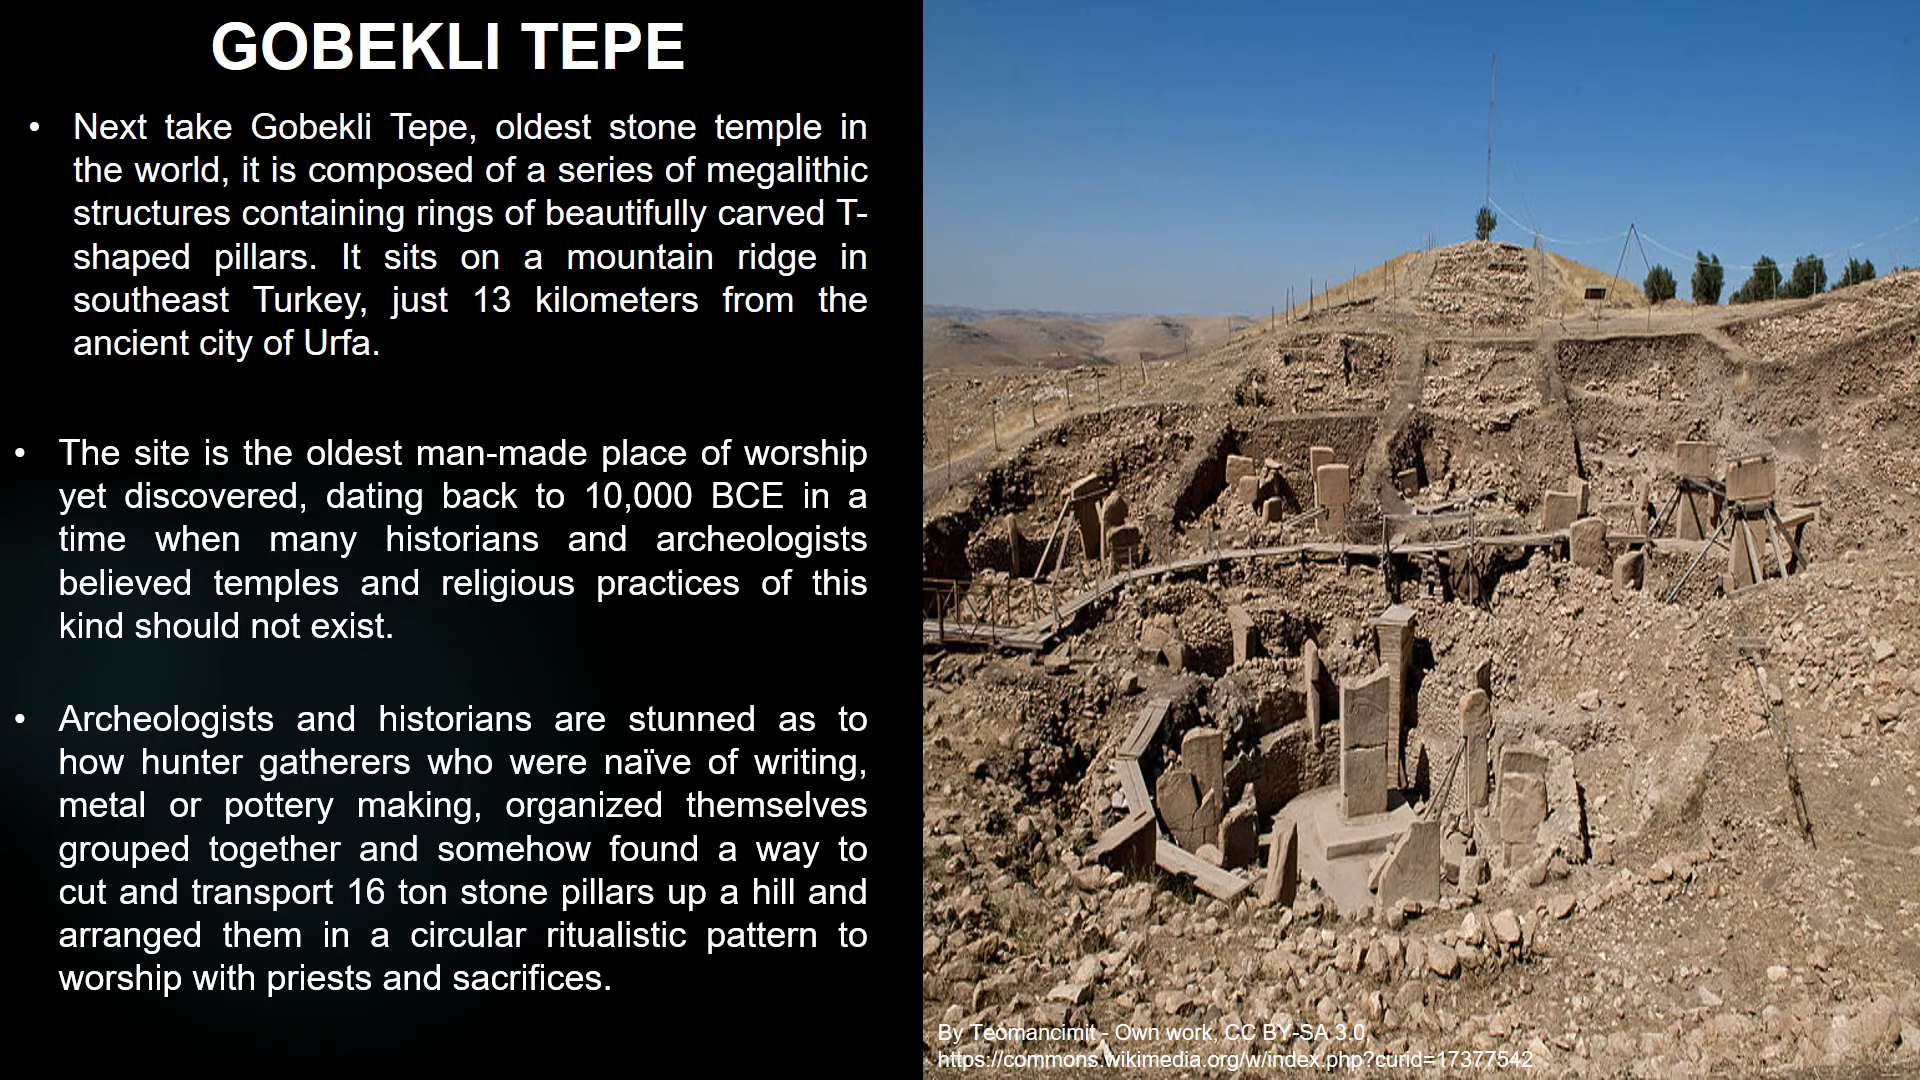 GOBEKLI TEPE
• Next take Gobekli Tepe, oldest stone temple in
the world, it is composed of a series of megalithic
structures containing rings of beautifully carved T-
shaped pillars. It sits on a mountain ridge in
southeast Turkey, just 13 kilometers from the
ancient city of Urfa.
• The site is the oldest man-made place of worship
yet discovered, dating back to 10,000 BCE in a
time when many historians and archeologists
believed temples and religious practices of this
kind should not exist.
• Archeologists and historians are stunned as to
how hunter gatherers who were naïve of writing,
metal or pottery making, organized themselves
grouped together and somehow found a way to
cut and transport 16 ton stone pillars up a hill and
arranged them in a circular ritualistic pattern to
worship with priests and sacrifices.
By Teomancimit - Own work, CC BY-SA 3.0,
https://commons.wikimedia.org/w/index.php?curid=17377542